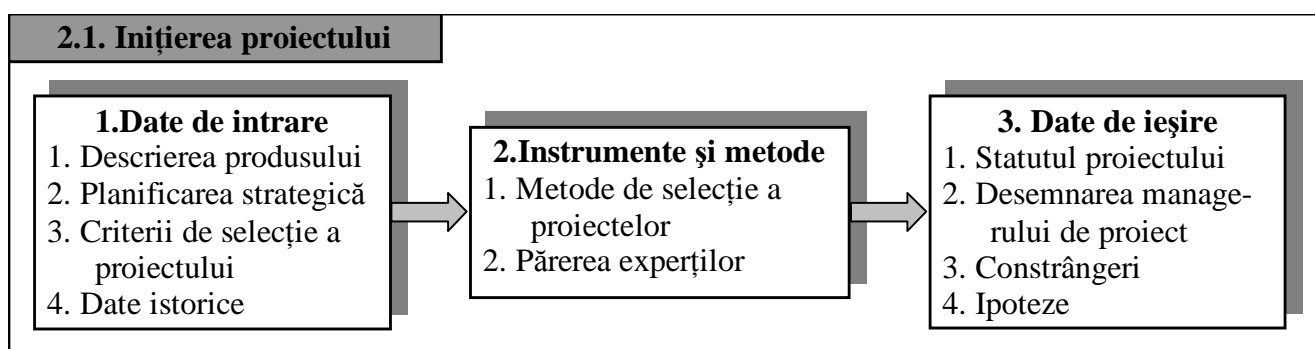 2.1. Inițierea proiectului
1.Date de intrare
1. Descrierea produsului
2. Planificarea strategică
3. Criterii de selecție a
proiectului
4. Date istorice
2.Instrumente şi metode
1. Metode de selecție a
proiectelor
2. Părerea experților
3. Date de ieşire
1. Statutul proiectului
2. Desemnarea manage-
rului de proiect
3. Constrângeri
4. Ipoteze